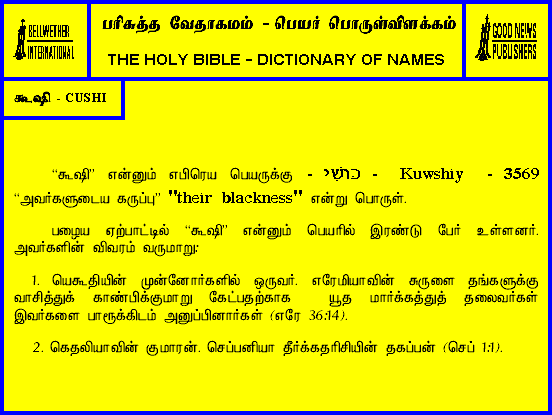 BELLWETHER
INTERNATIONAL
பரிசுத்த வேதாகமம் - பெயர் பொருள்விளக்கம்
THE HOLY BIBLE – DICTIONARY OF NAMES
GOOD NEWS
PUBLISHERS
கூஷி - CUSHI
“கூஷி” என்னும் எபிரெய பெயருக்கு - כּוּשִׁי - Kuwshiy - 3569
“அவர்களுடைய கருப்பு” "their blackness" என்று பொருள்.
பழைய ஏற்பாட்டில் “கூஷி” என்னும் பெயரில் இரண்டு பேர் உள்ளனர்.
அவர்களின் விவரம் வருமாறு:
1. யெகூதியின் முன்னோர்களில் ஒருவர். எரேமியாவின் சுருளை தங்களுக்கு
வாசித்துக் காண்பிக்குமாறு கேட்பதற்காக யூத மார்க்கத்துத் தலைவர்கள்
இவர்களை பாரூக்கிடம் அனுப்பினார்கள் (எரே 36:14).
2. கெதலியாவின் குமாரன். செப்பனியா தீர்க்கதரிசியின் தகப்பன் (செப் 1:1).